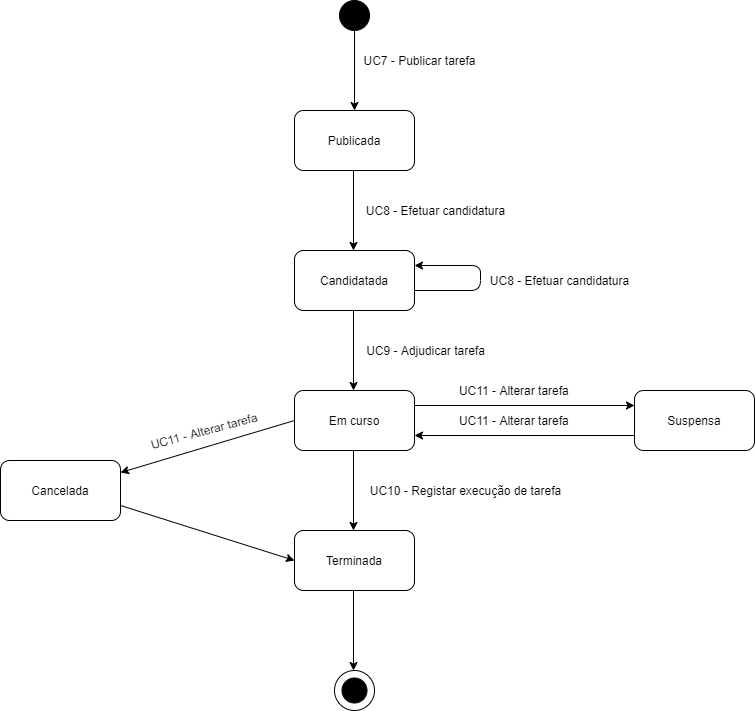 UC7 - Publicar tarefa
Publicada
UC8 - Efetuar candidatura
Candidatada
UC8 - Efetuar candidatura
UC9 - Adjudicar tarefa
UC11 - Alterar tarefa
Em curso
Suspensa
UC11 - Alterar tarefa
UC11 - Alterar tarefa
Cancelada
UC10 - Registar execução de tarefa
Terminada